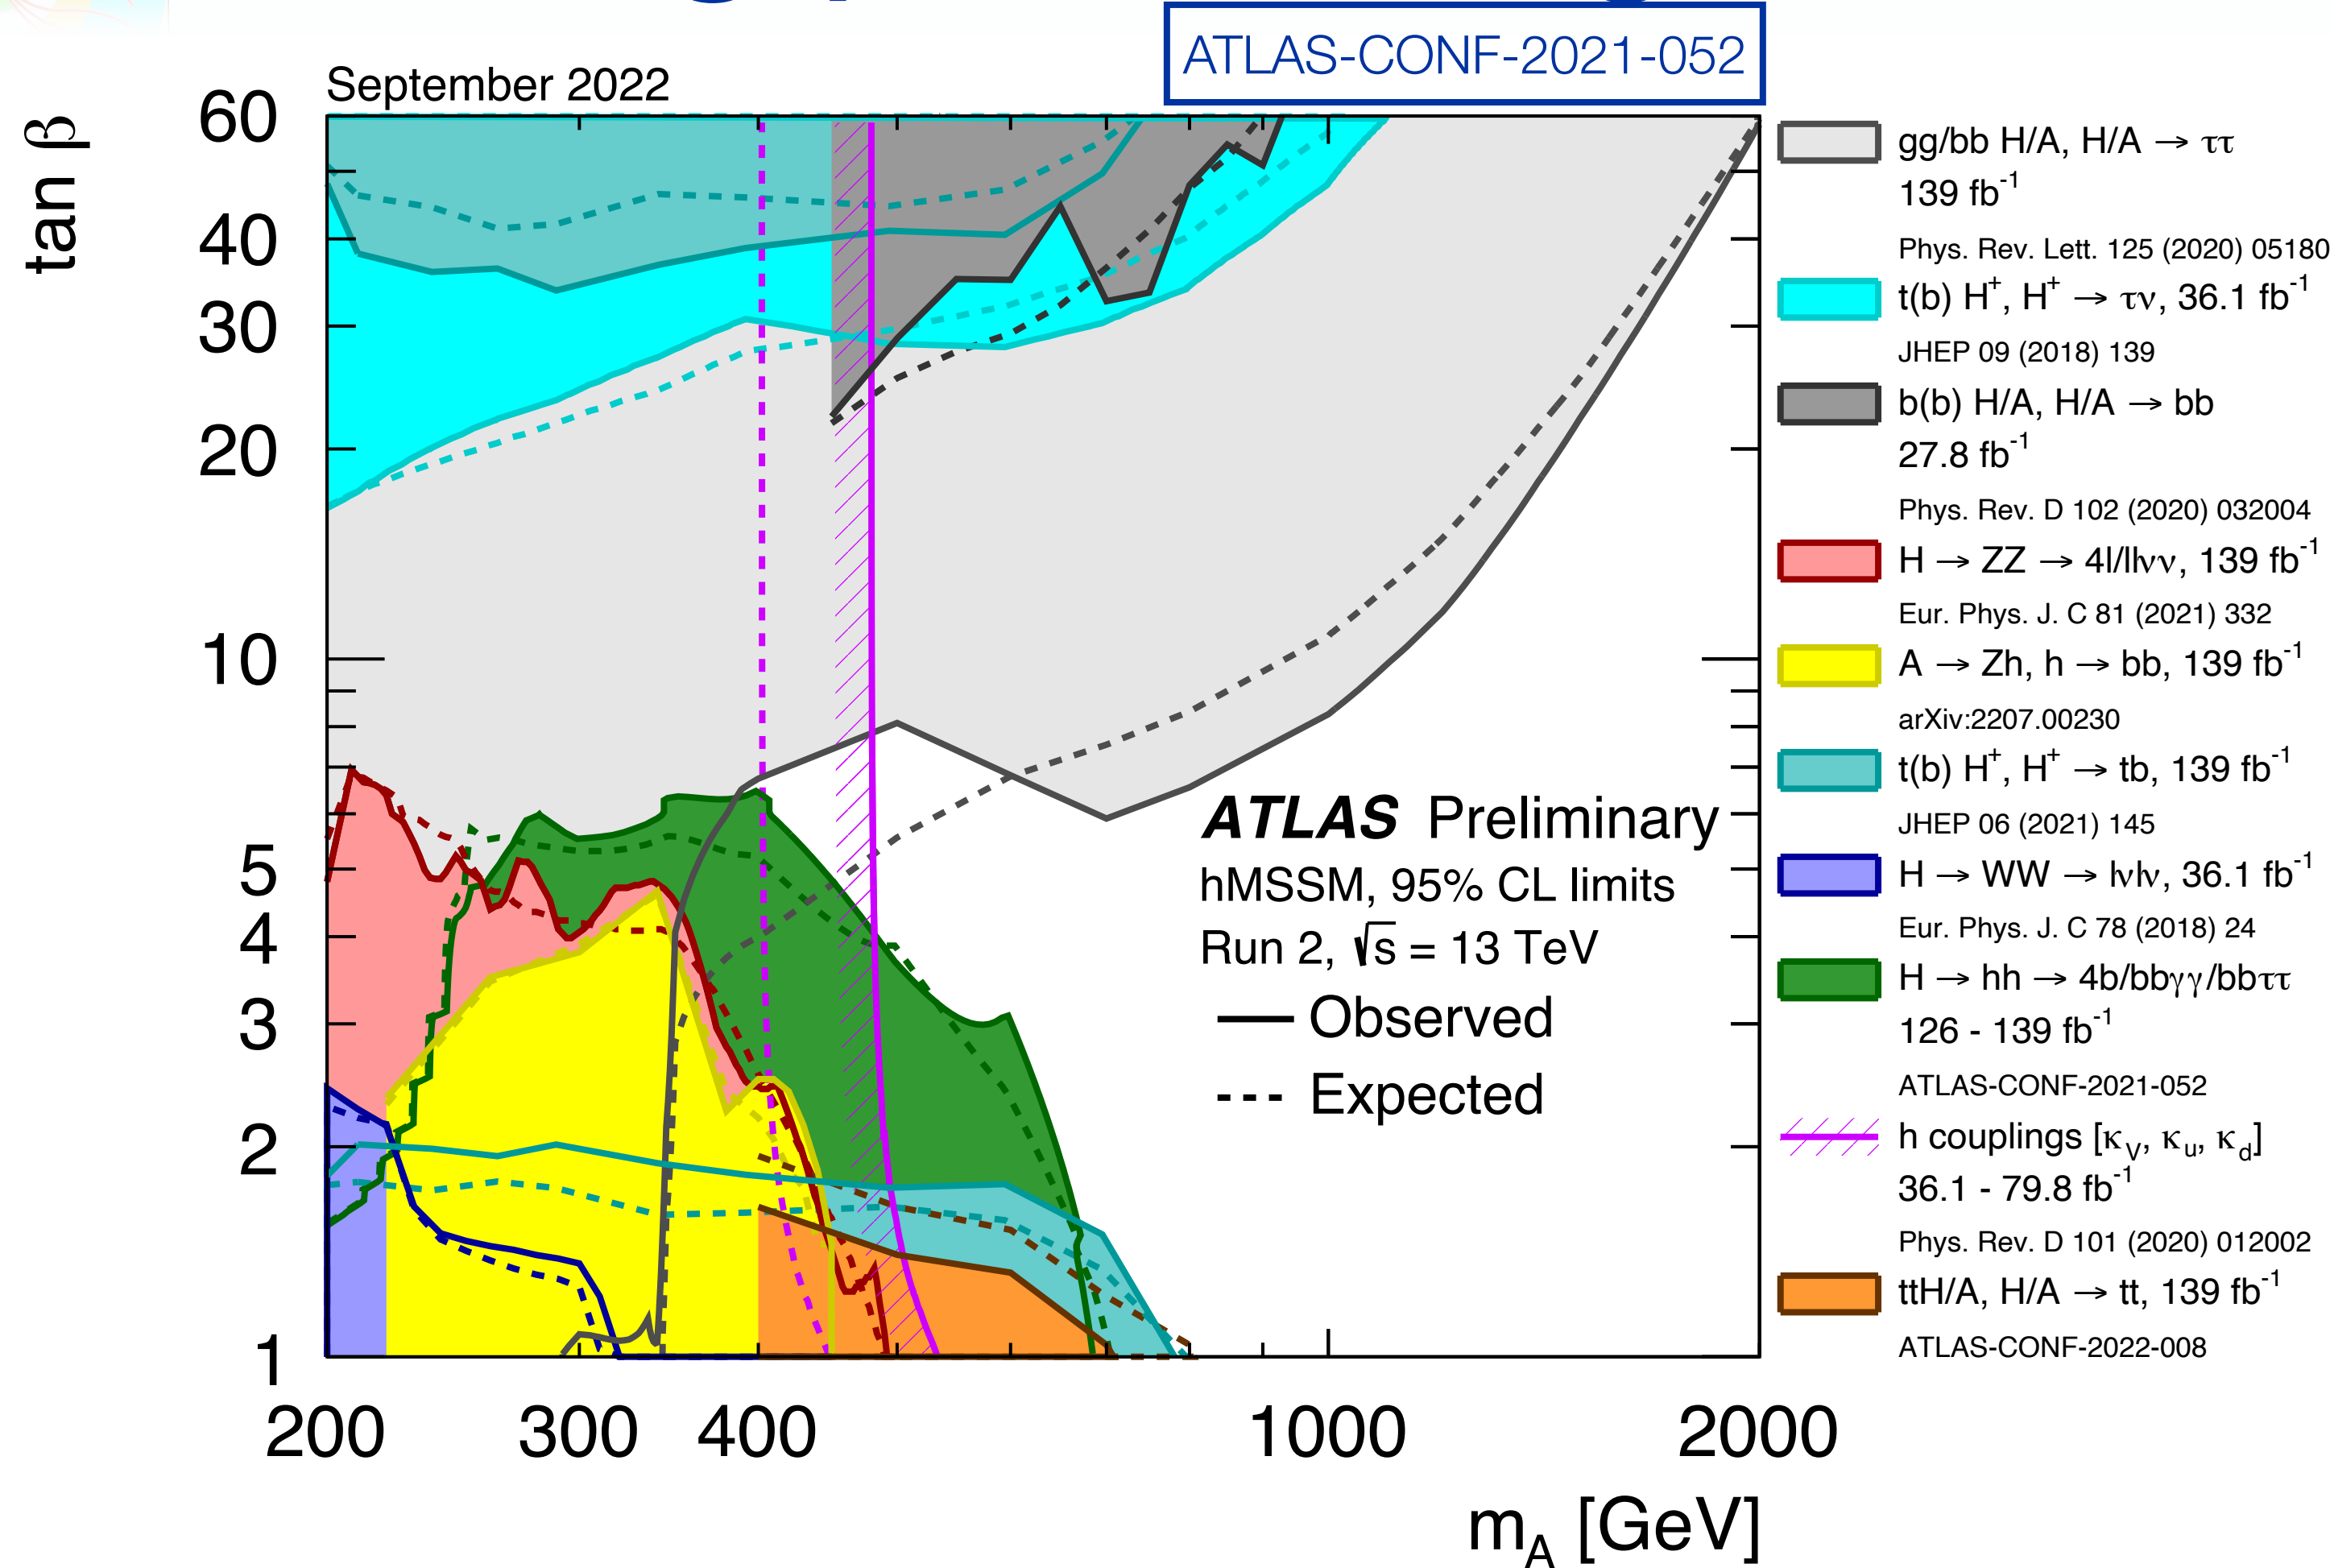 ATLAS-CONF-2021-052
September 2022
tan β
60
40
30
20
10
5
4
3
2
1
200
300
400
1000
2000
m_A [GeV]
ATLAS Preliminary
hMSSM, 95% CL limits
Run 2, √s = 13 TeV
Observed
Expected
gg/bb H/A, H/A → ττ
139 fb⁻¹
Phys. Rev. Lett. 125 (2020) 05180
t(b) H⁺, H⁺ → τν, 36.1 fb⁻¹
JHEP 09 (2018) 139
b(b) H/A, H/A → bb
27.8 fb⁻¹
Phys. Rev. D 102 (2020) 032004
H → ZZ → 4l/llνν, 139 fb⁻¹
Eur. Phys. J. C 81 (2021) 332
A → Zh, h → bb, 139 fb⁻¹
arXiv:2207.00230
t(b) H⁺, H⁺ → tb, 139 fb⁻¹
JHEP 06 (2021) 145
H → WW → lνlν, 36.1 fb⁻¹
Eur. Phys. J. C 78 (2018) 24
H → hh → 4b/bbγγ/bbττ
126 - 139 fb⁻¹
ATLAS-CONF-2021-052
h couplings [κ_V, κ_u, κ_d]
36.1 - 79.8 fb⁻¹
Phys. Rev. D 101 (2020) 012002
ttH/A, H/A → tt, 139 fb⁻¹
ATLAS-CONF-2022-008